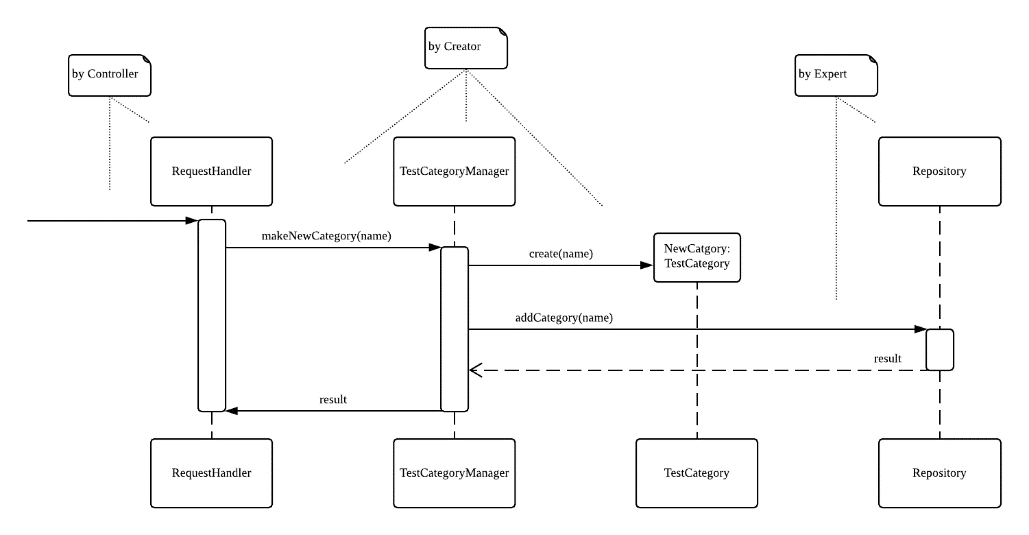 by Creator
by Controller
by Expert
RequestHandler
TestCategoryManager
Repository
makeNewCategory(name)
create(name)
NewCatgory:
TestCategory
addCategory(name)
result
result
RequestHandler
TestCategoryManager
TestCategory
Repository